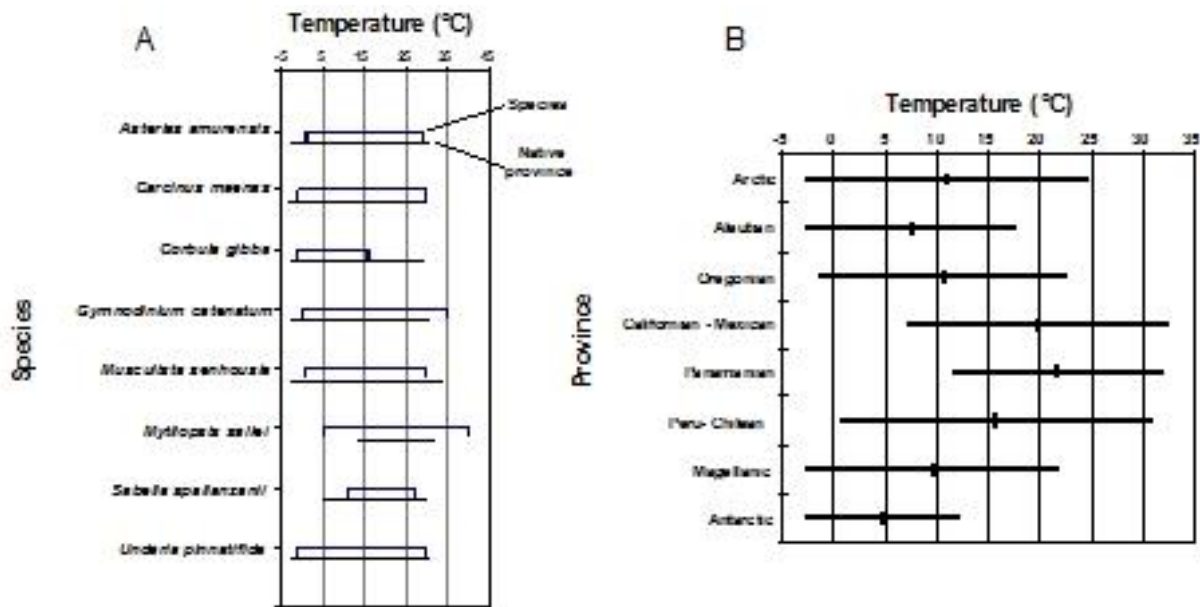 A
Temperature (°C)
-5 5 15 25 35 45
Species
Native
province
Asterias amurensis
Carcinus maenas
Corbula gibba
Gymnodinium catenatum
Musculista senhousia
Mytilopsis sallei
Sabella spallanzanii
Undaria pinnatifida
Species
B
Temperature (°C)
-5 0 5 10 15 20 25 30 35
Arctic
Aleutian
Oregonian
Californian - Mexican
Panamanian
Peru- Chilean
Magellanic
Antarctic
Province